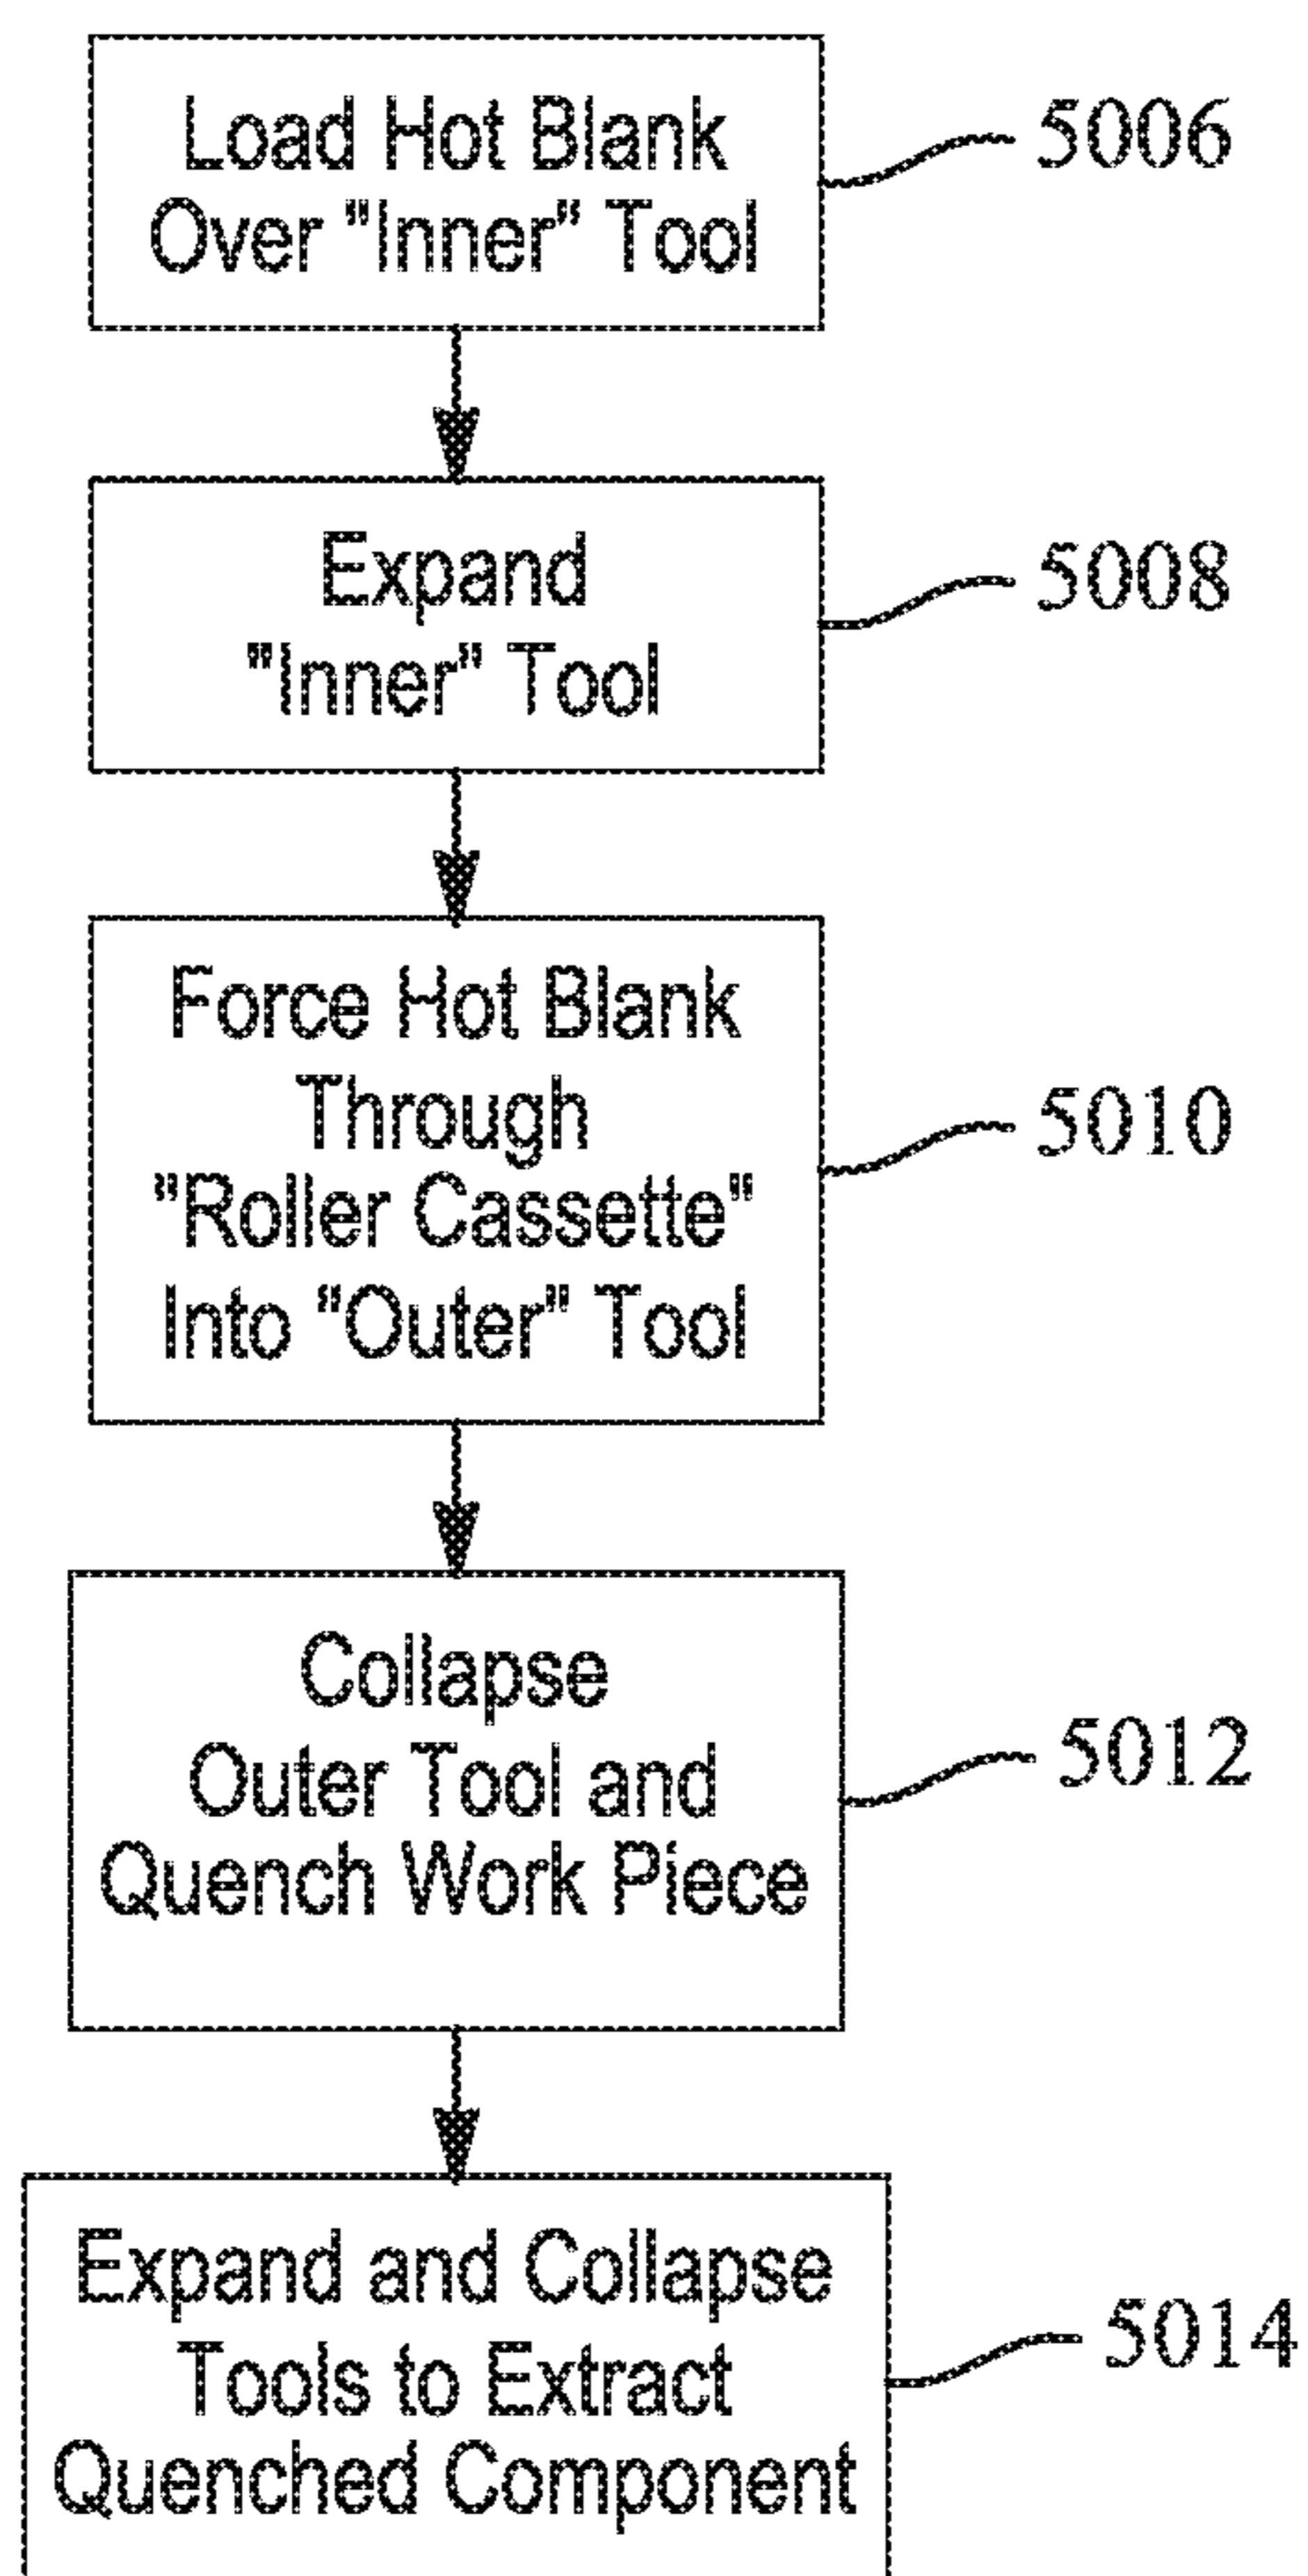 Load Hot Blank
Over "Inner" Tool
5006
Expand
"Inner" Tool
5008
Force Hot Blank
Through
"Roller Cassette"
Into "Outer" Tool
5010
Collapse
Outer Tool and
Quench Work Piece
5012
Expand and Collapse
Tools to Extract
Quenched Component
5014